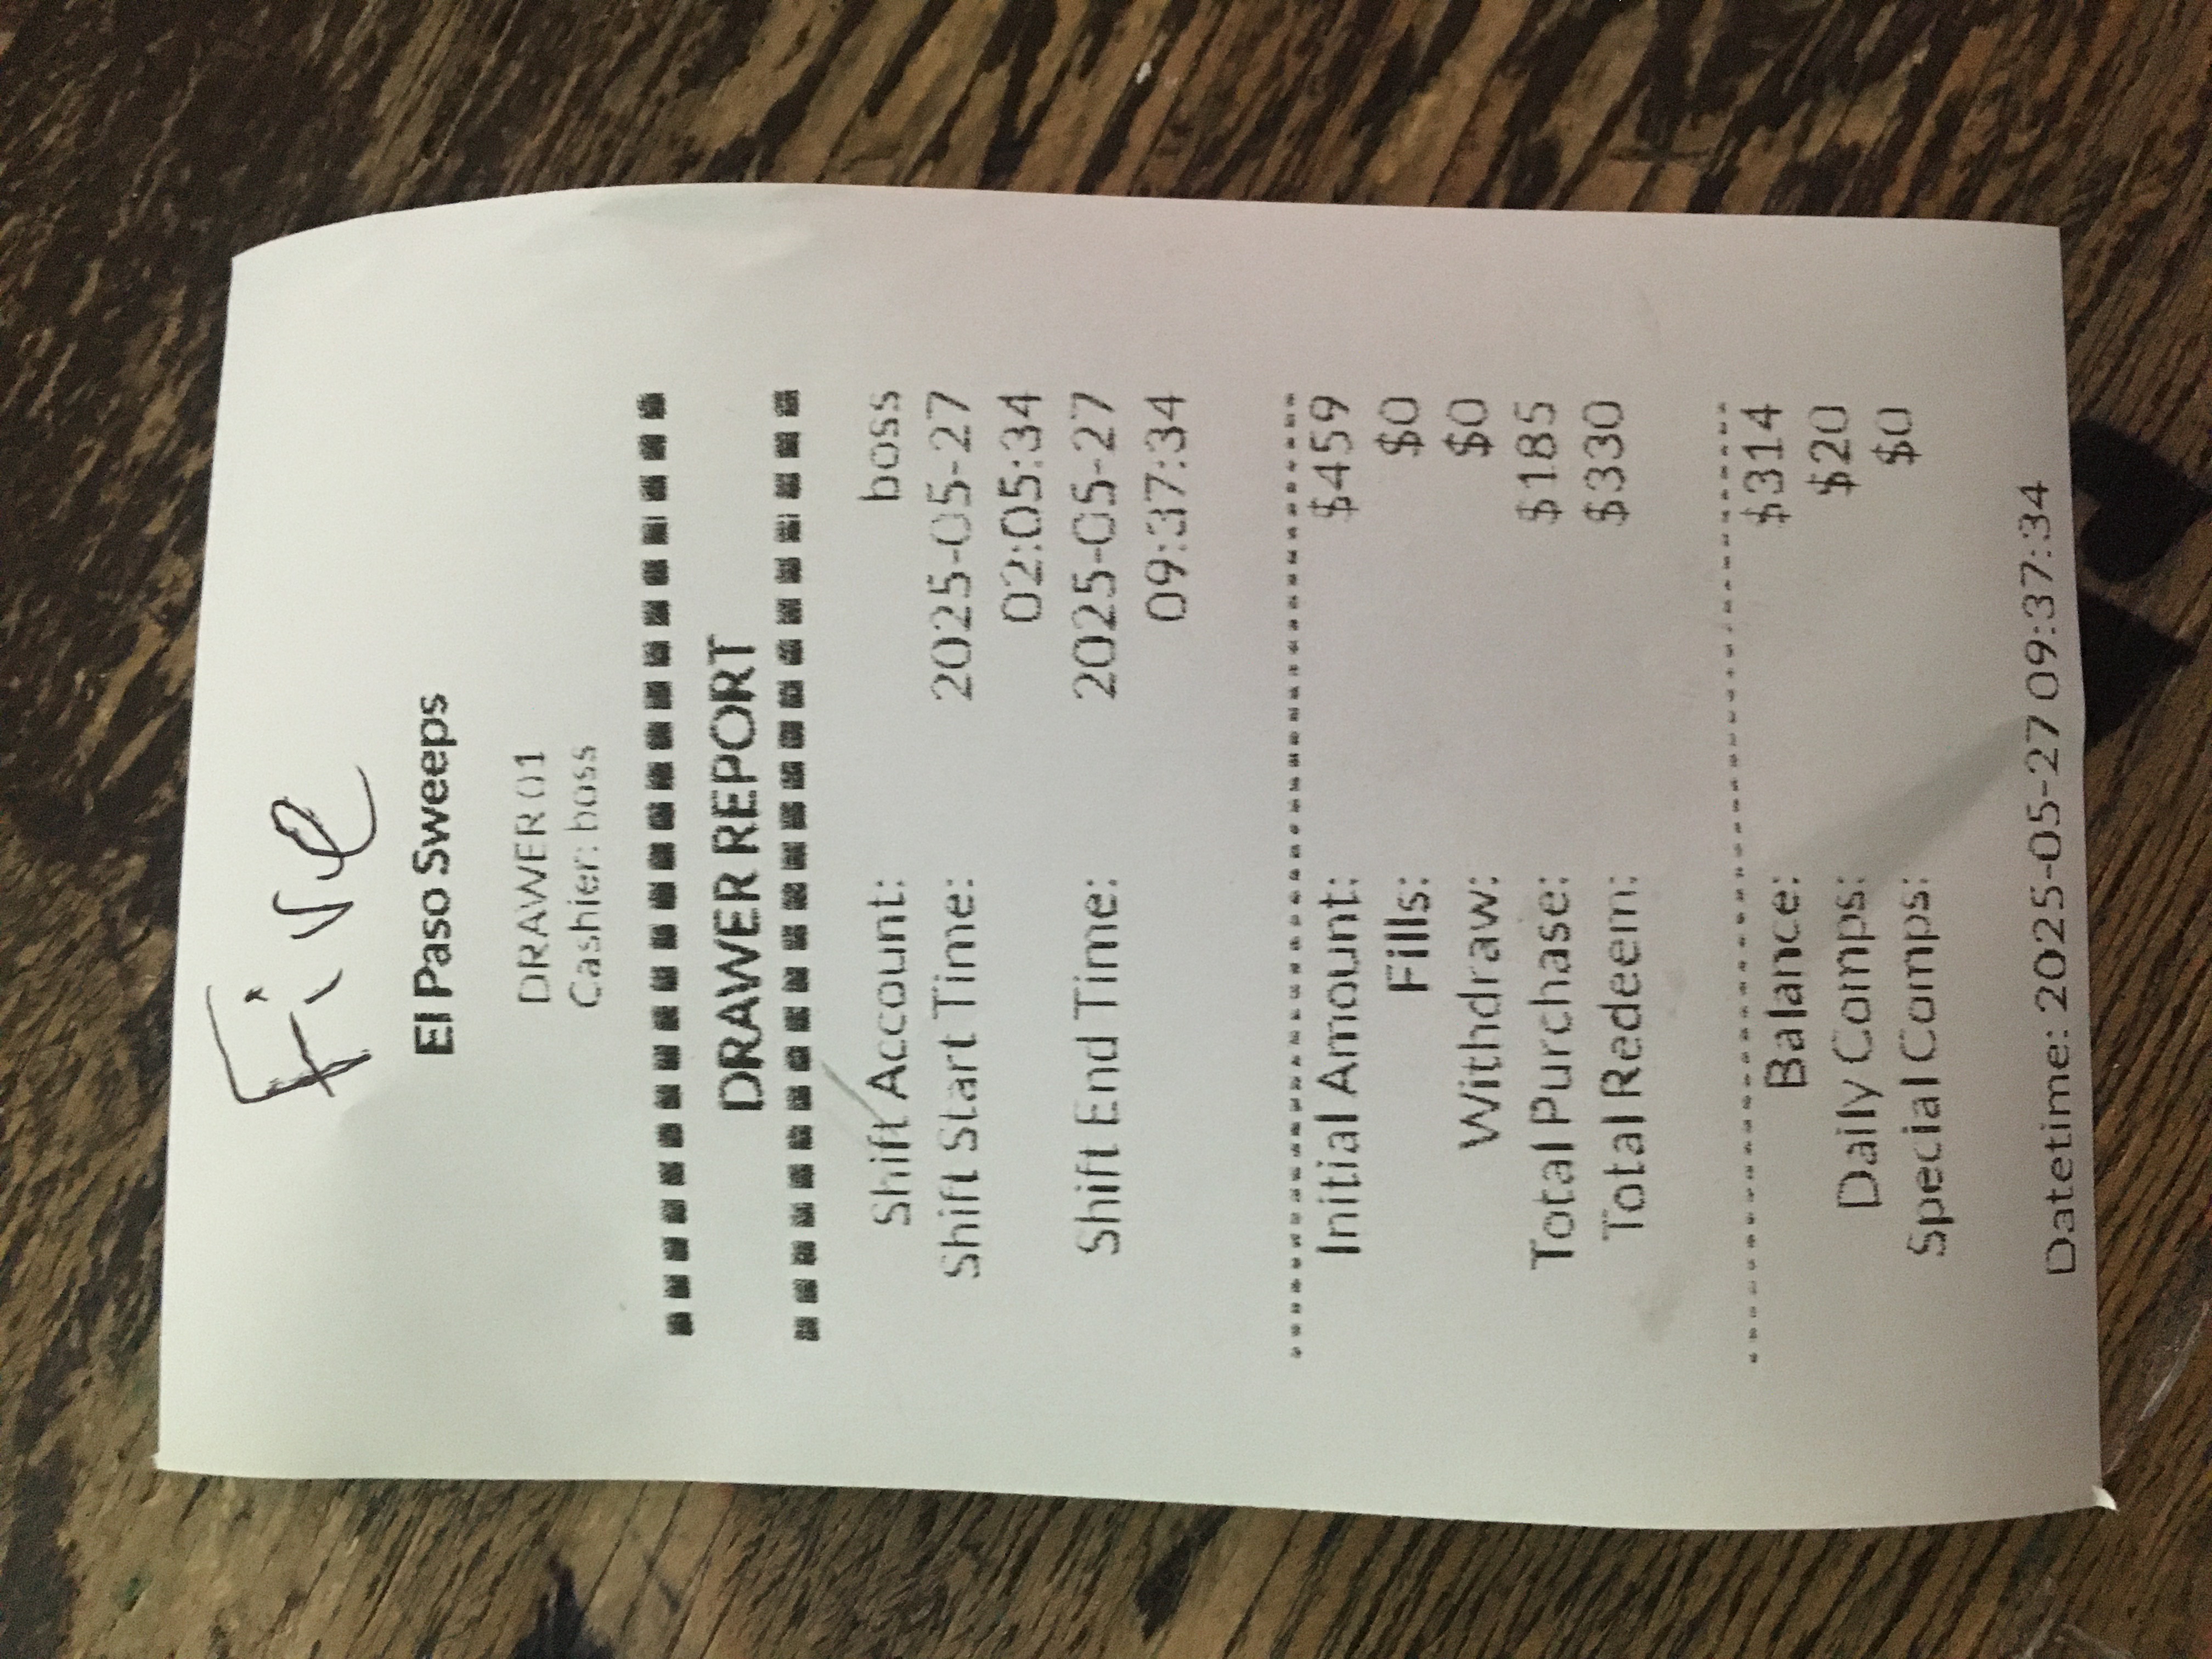 Five
El Paso Sweeps
DRAWER 01
Cashier: boss
DRAWER REPORT
Shift Account: boss
Shift Start Time: 2025-05-27
02:05:34
Shift End Time: 2025-05-27
09:37:34
Initial Amount: $459
Fills: $0
Withdraw: $0
Total Purchase: $185
Total Redeem: $330
Balance: $314
Daily Comps: $20
Special Comps: $0
Datetime: 2025-05-27 09:37:34